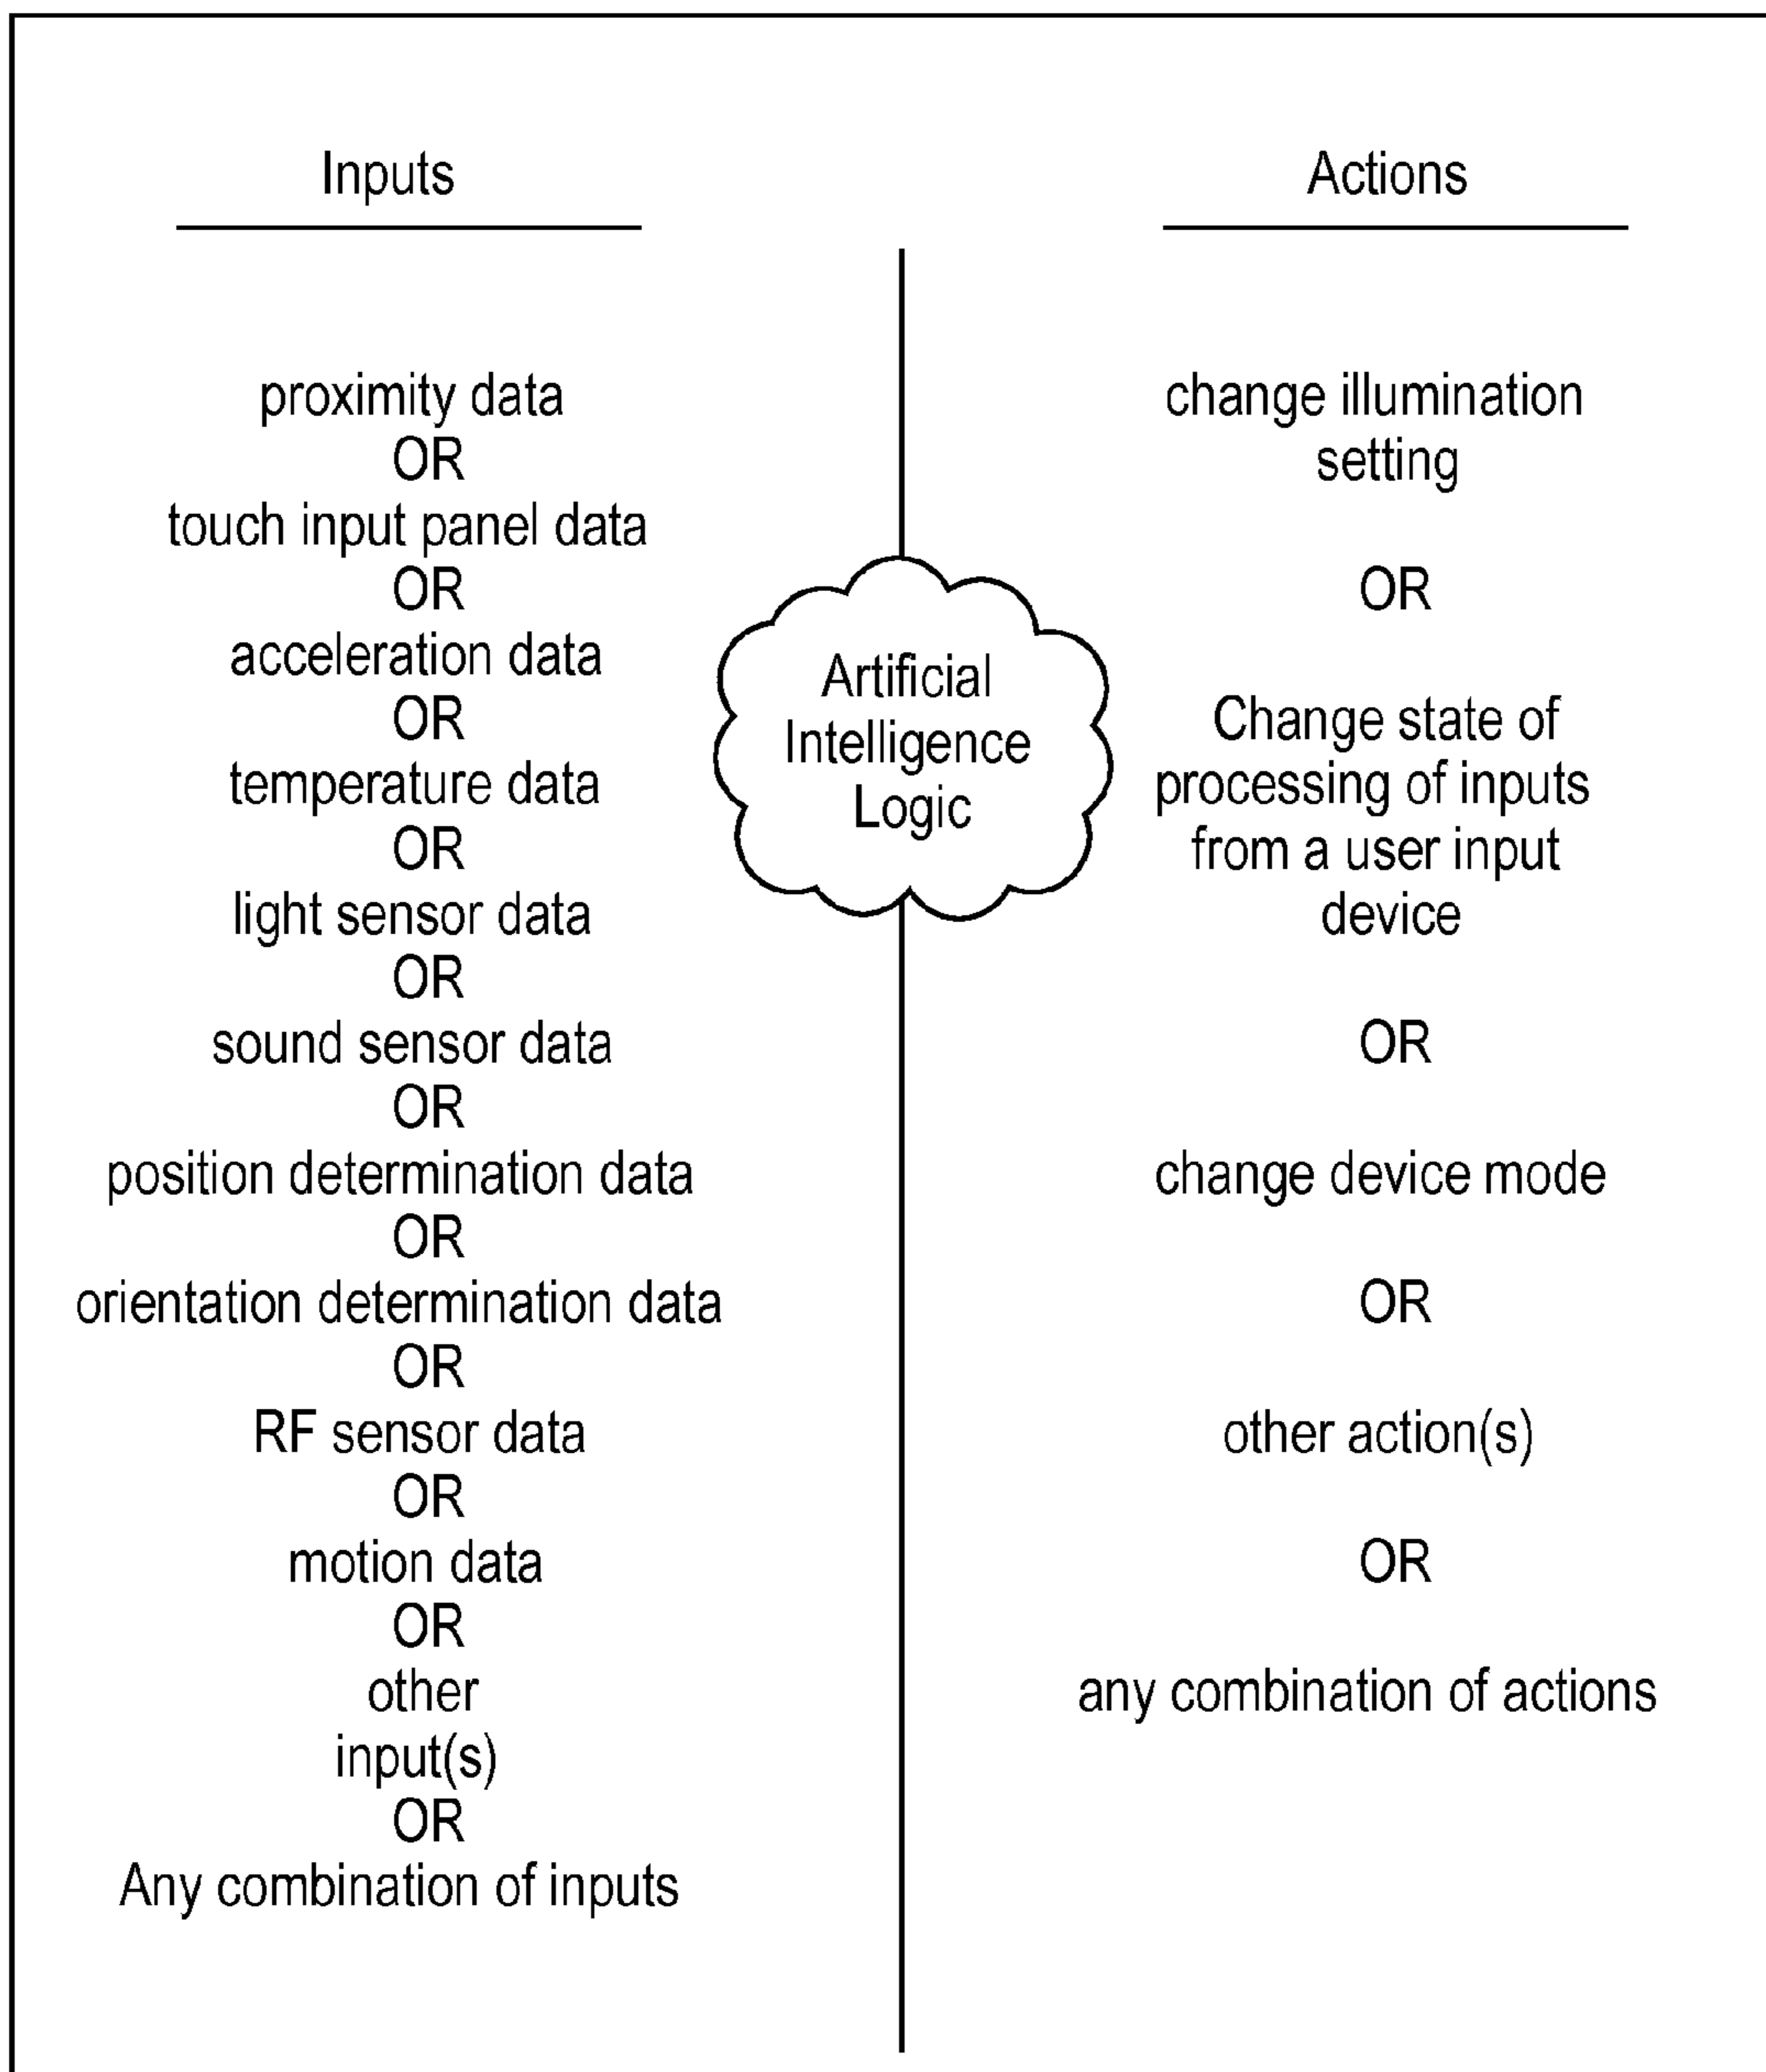 Inputs
proximity data
OR
touch input panel data
OR
acceleration data
OR
temperature data
OR
light sensor data
OR
sound sensor data
OR
position determination data
OR
orientation determination data
OR
RF sensor data
OR
motion data
OR
other
input(s)
OR
Any combination of inputs
Artificial
Intelligence
Logic
Actions
change illumination
setting
OR
Change state of
processing of inputs
from a user input
device
OR
change device mode
OR
other action(s)
OR
any combination of actions